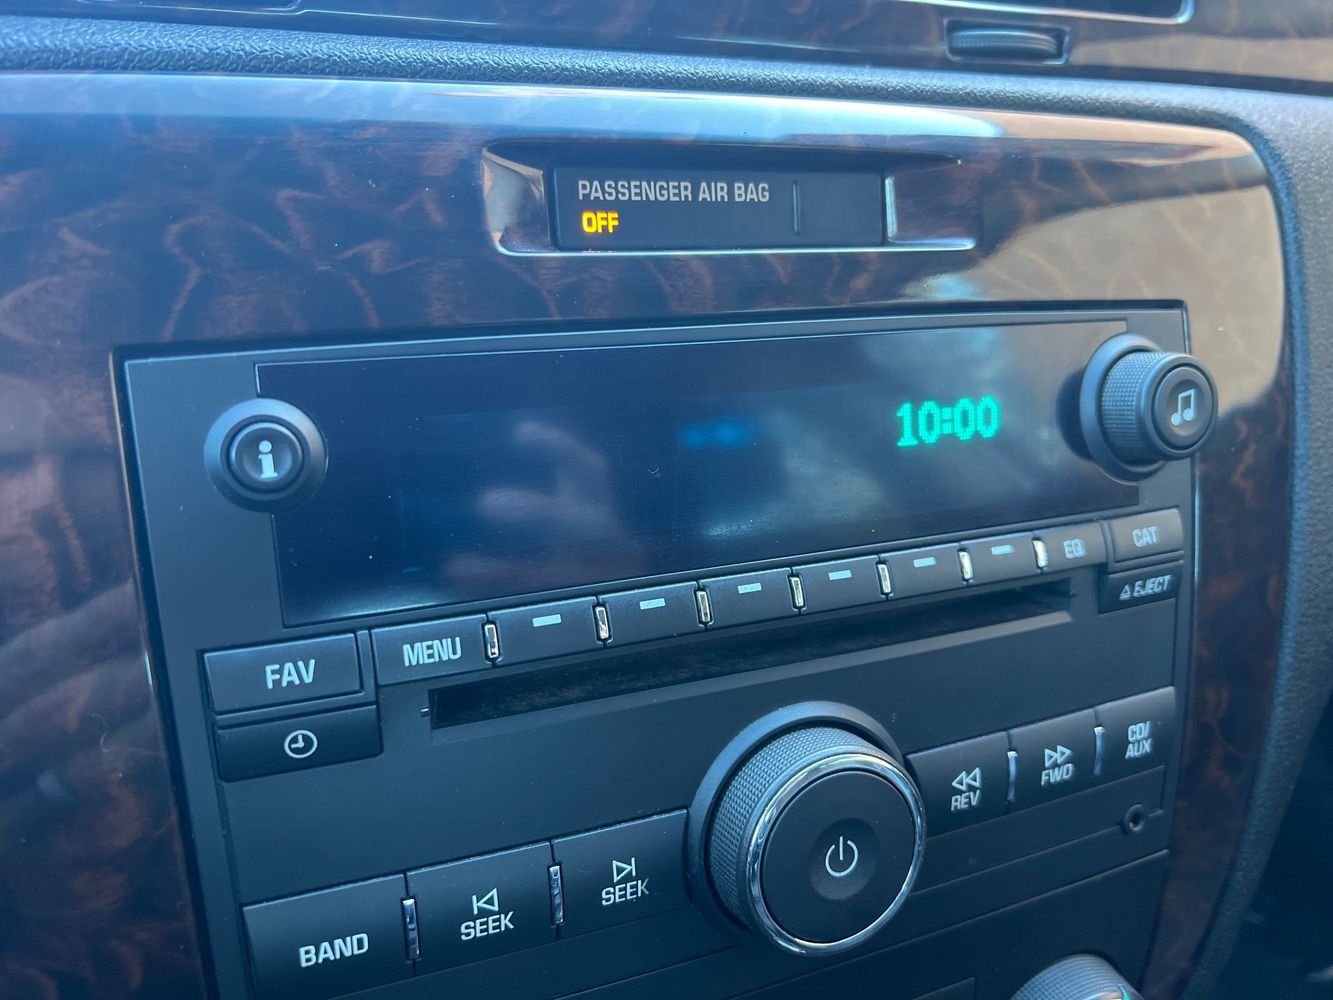 PASSENGER AIR BAG
OFF
i
10:00
CAT
EQ
EJECT
MENU
FAV
CD/
AUX
FWD
REV
SEEK
SEEK
BAND